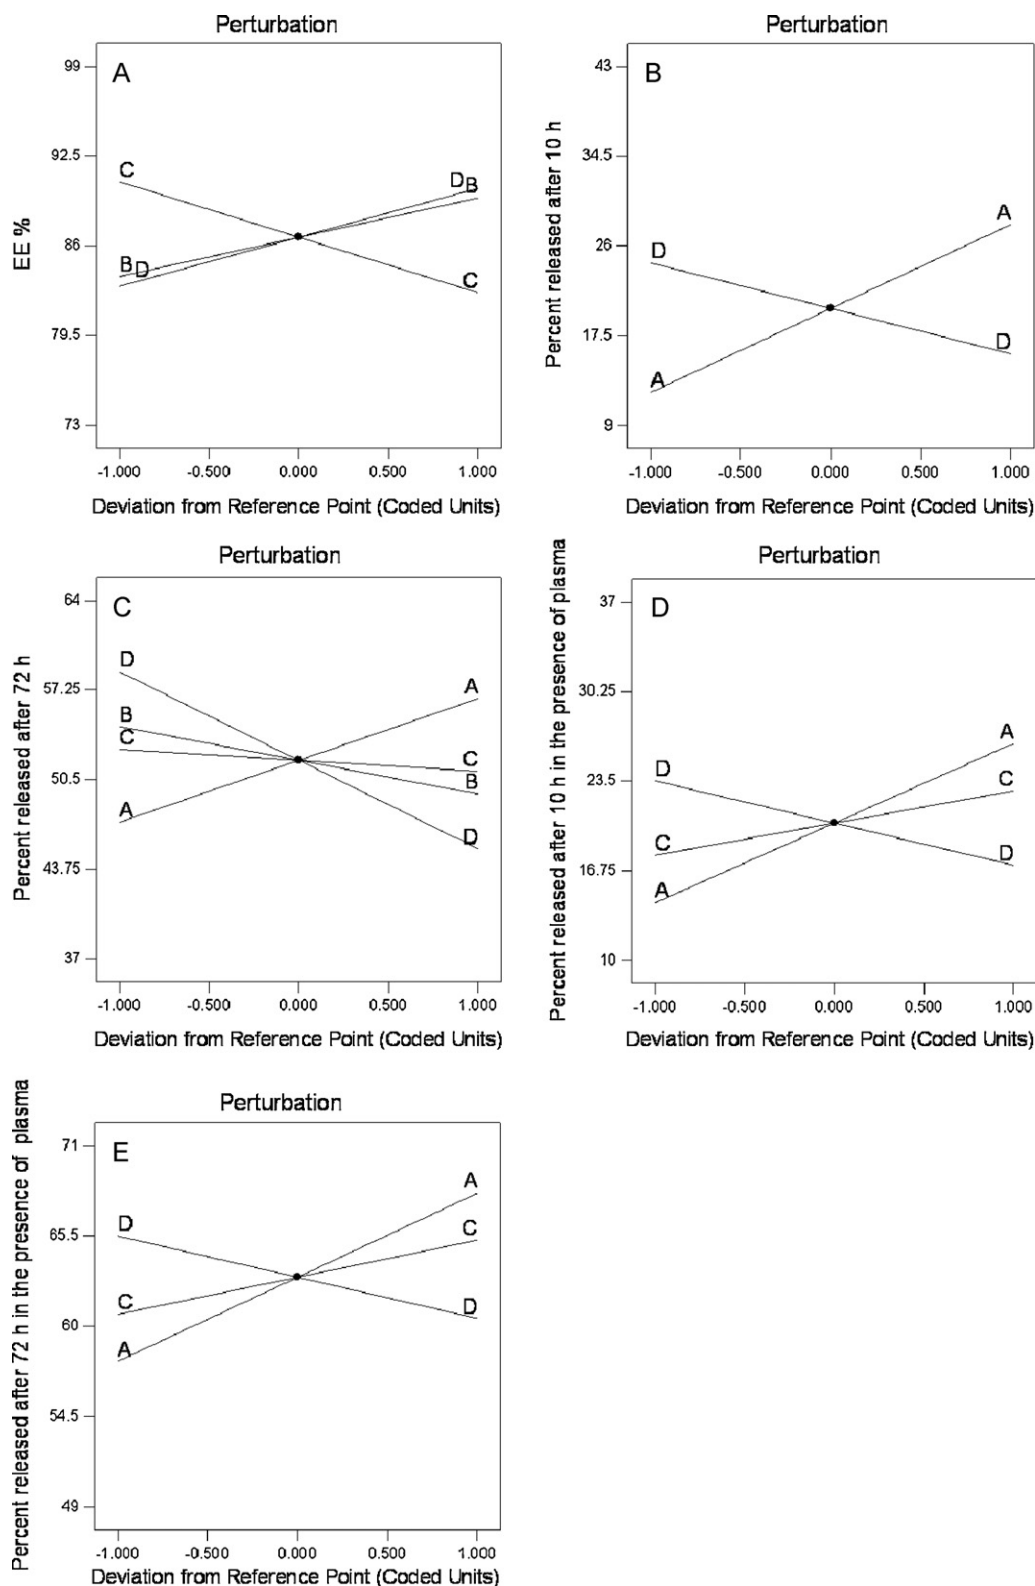 Perturbation
A
99
92.5
86
79.5
73
EE %
C
B
D
D
B
C
-1.000
-0.500
0.000
0.500
1.000
Deviation from Reference Point (Coded Units)
Perturbation
B
43
34.5
26
17.5
9
Percent released after 10 h
D
A
A
D
-1.000
-0.500
0.000
0.500
1.000
Deviation from Reference Point (Coded Units)
Perturbation
C
64
57.25
50.5
43.75
37
Percent released after 72 h
D
B
C
A
A
C
B
D
-1.000
-0.500
0.000
0.500
1.000
Deviation from Reference Point (Coded Units)
Perturbation
D
37
30.25
23.5
16.75
10
Percent released after 10 h in the presence of plasma
D
C
A
A
C
D
-1.000
-0.500
0.000
0.500
1.000
Deviation from Reference Point (Coded Units)
Perturbation
E
71
65.5
60
54.5
49
Percent released after 72 h in the presence of plasma
D
C
A
A
C
D
-1.000
-0.500
0.000
0.500
1.000
Deviation from Reference Point (Coded Units)